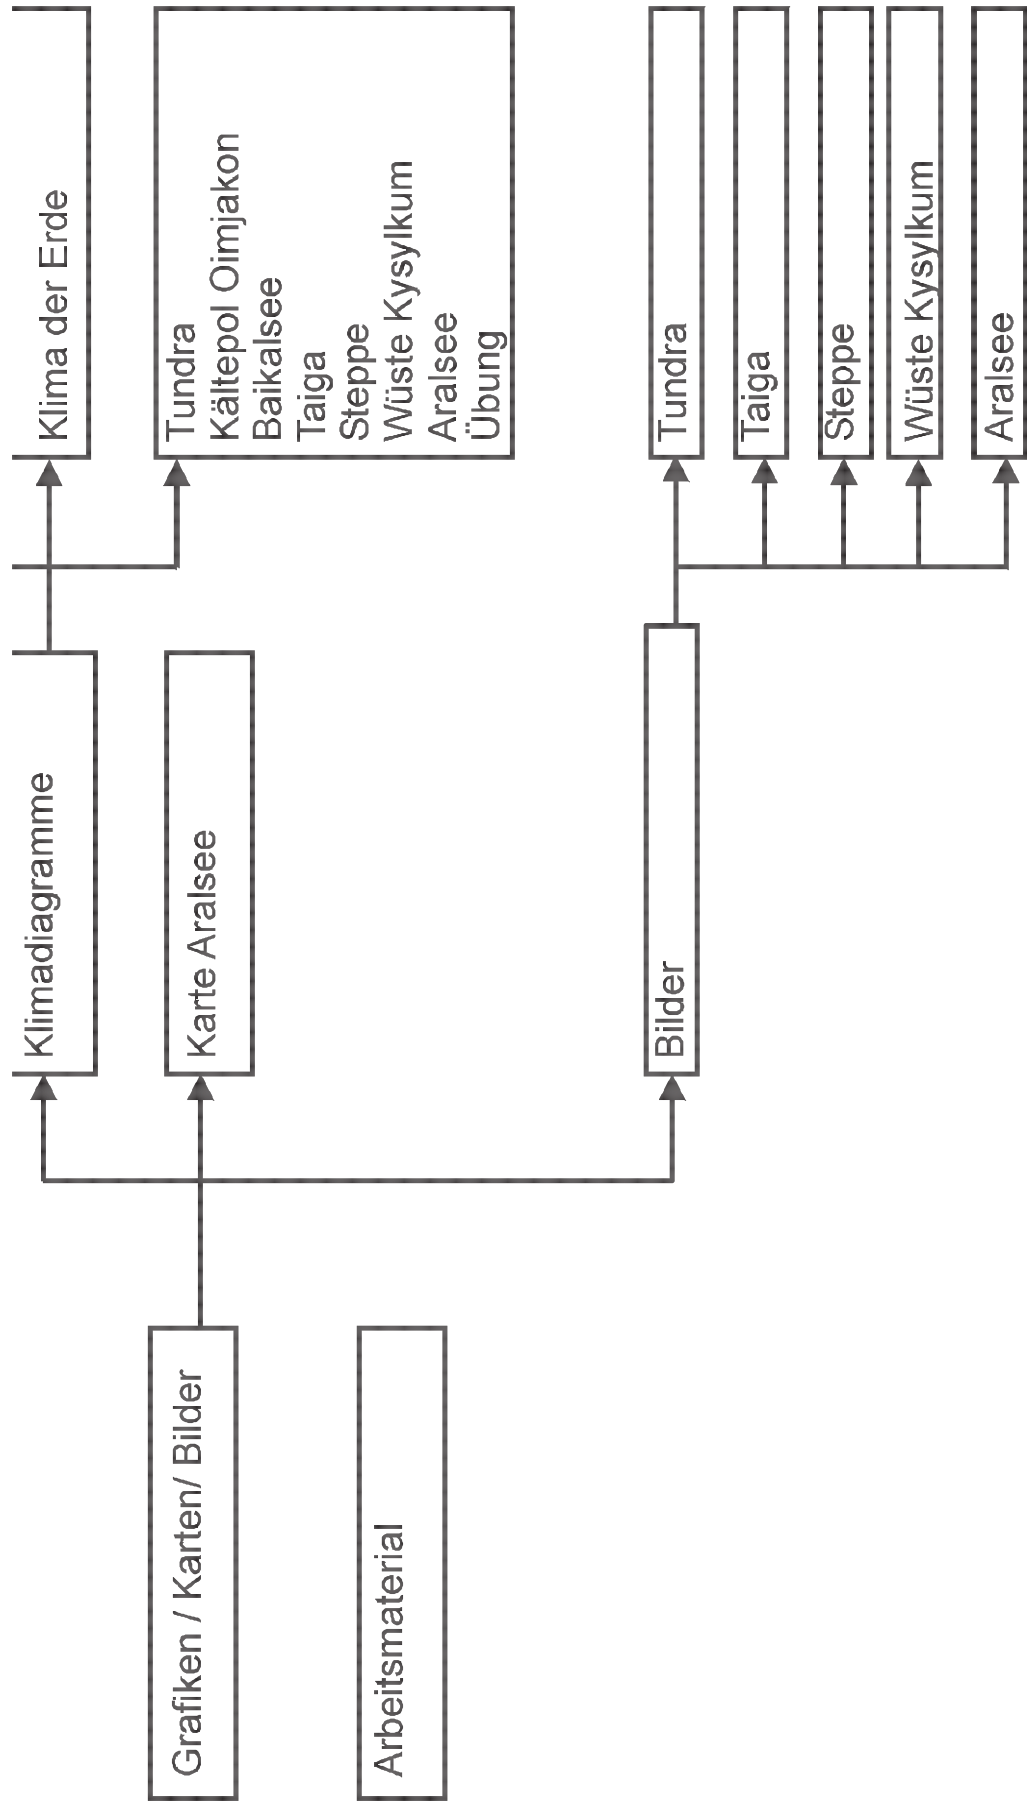 Klima der Erde
Klimadiagramme
Tundra
Kältepol Oimjakon
Baikalsee
Taiga
Steppe
Wüste Kysylkum
Aralsee
Übung
Karte Aralsee
Grafiken / Karten/ Bilder
Arbeitsmaterial
Bilder
Tundra
Taiga
Steppe
Wüste Kysylkum
Aralsee